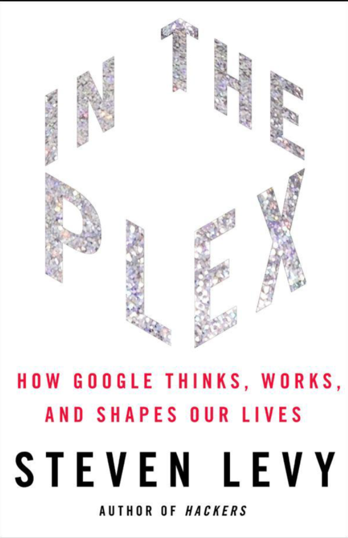 IN THE
PLEX
HOW GOOGLE THINKS, WORKS,
AND SHAPES OUR LIVES
STEVEN LEVY
AUTHOR OF HACKERS